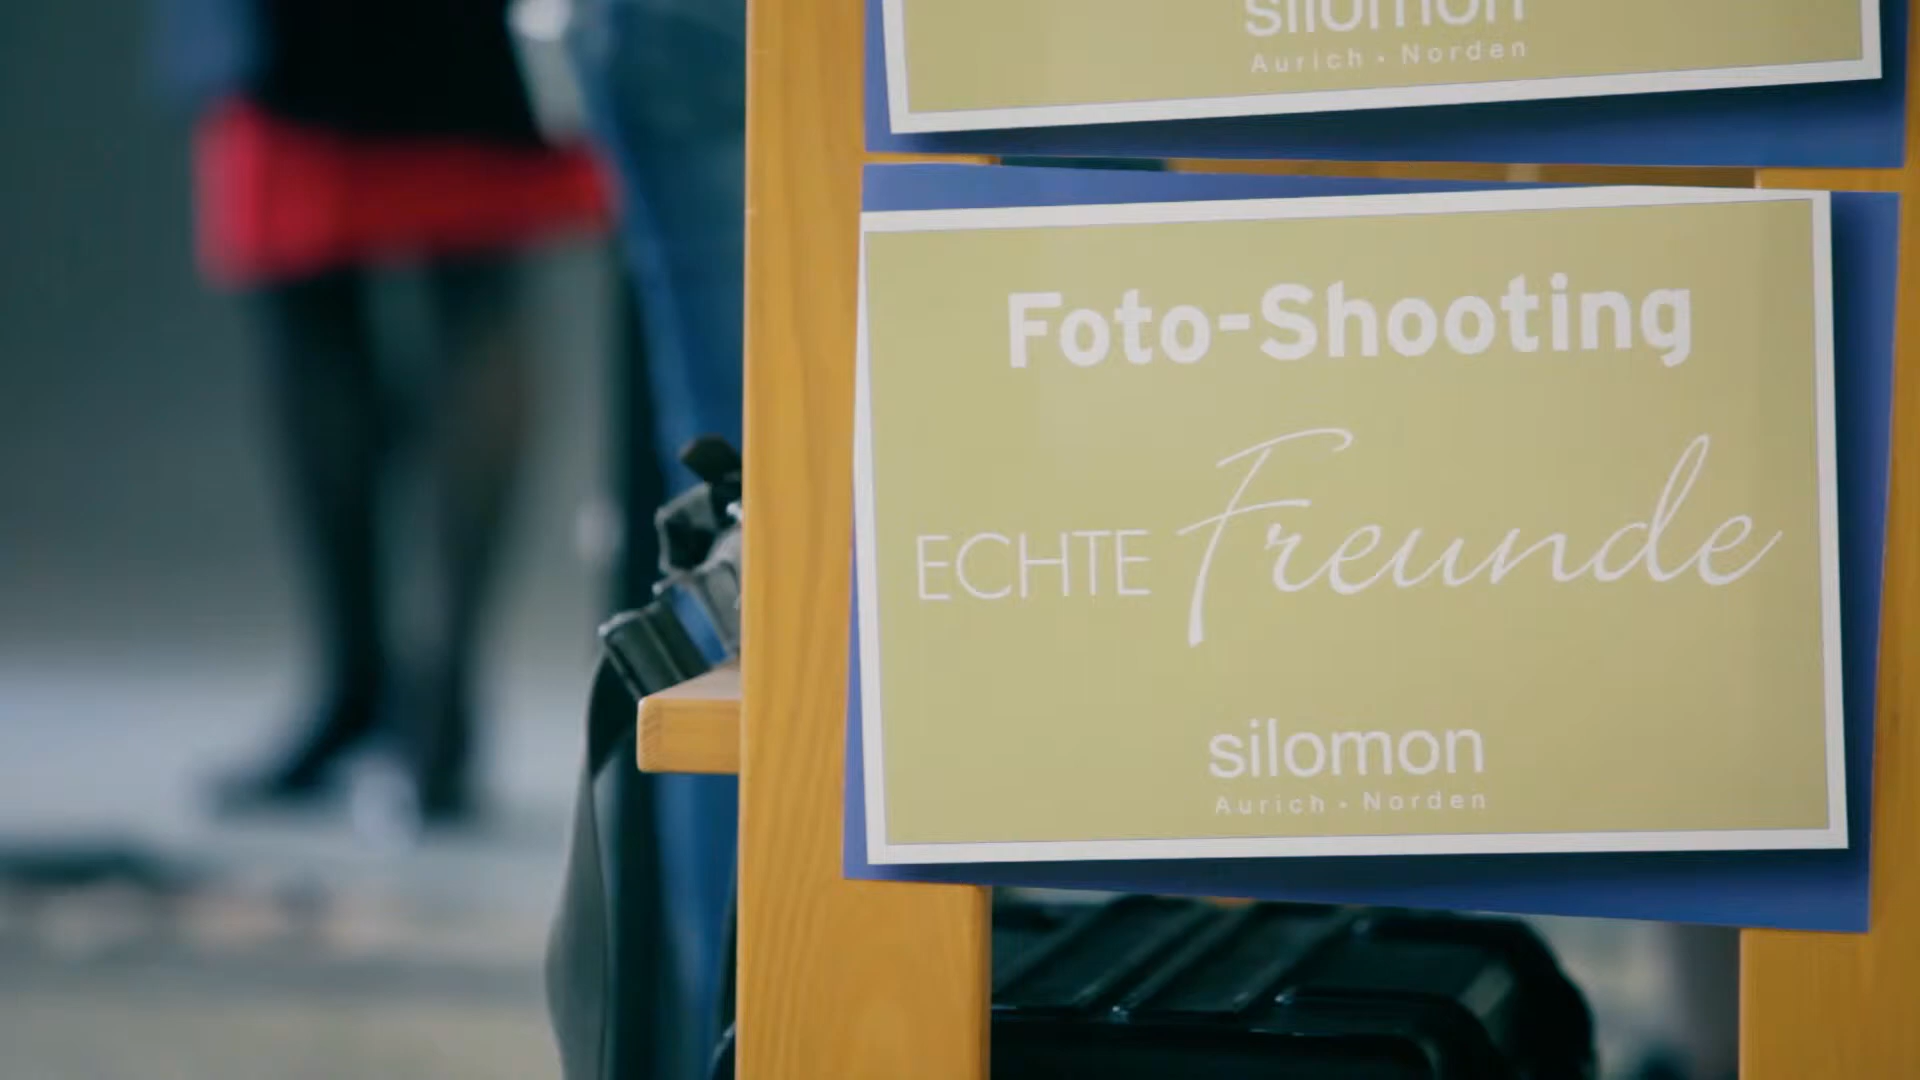 silomon
Aurich • Norden
Foto-Shooting
ECHTE Freunde
silomon
Aurich • Norden